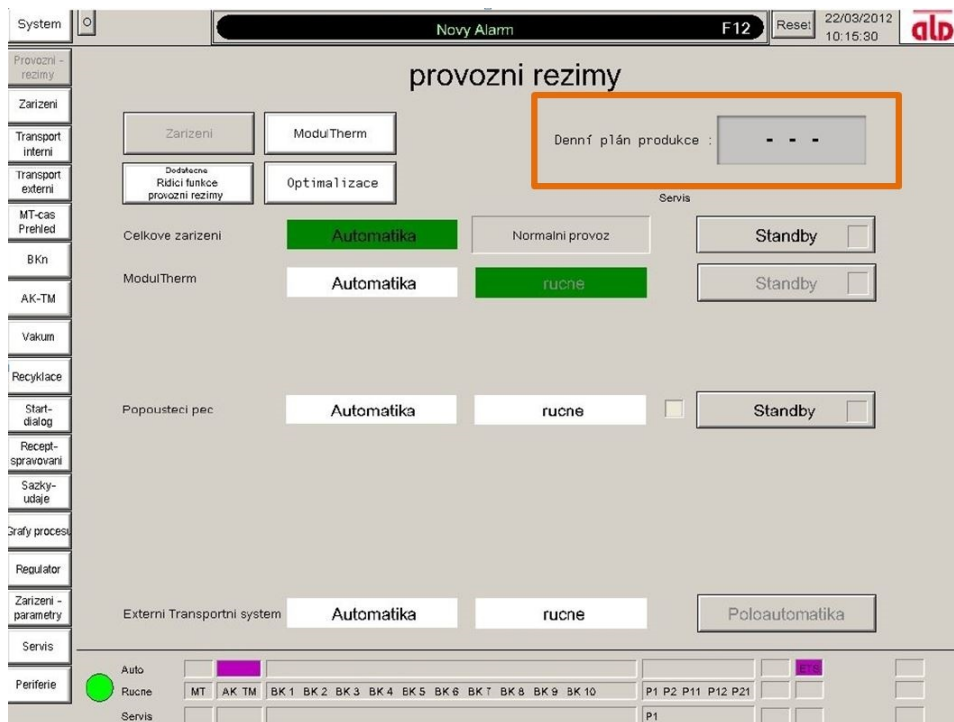 System
Novy Alarm
F12
Reset
22/03/2012
10:15:30
ald
Provozni -
rezimy
Zarizeni
Transport
interni
Transport
externi
MT-cas
Prehled
BKn
AK-TM
Vakum
Recyklace
Start-
dialog
Recept-
spravovani
Sazky-
udaje
Grafy procesu
Regulator
Zarizeni -
parametry
Servis
Periferie
provozni rezimy
Zarizeni
ModulTherm
Denní plán produkce : - - -
Dodatecne
Ridici funkce
provozni rezimy
Optimalizace
Servis
Celkove zarizeni
Automatika
Normalni provoz
Standby
ModulTherm
Automatika
rucne
Standby
Popousteci pec
Automatika
rucne
Standby
Externi Transportni system
Automatika
rucne
Poloautomatika
Auto
ETS
Rucne
MT
AK TM
BK 1 BK 2 BK 3 BK 4 BK 5 BK 6 BK 7 BK 8 BK 9 BK 10
P1 P2 P11 P12 P21
Servis
P1